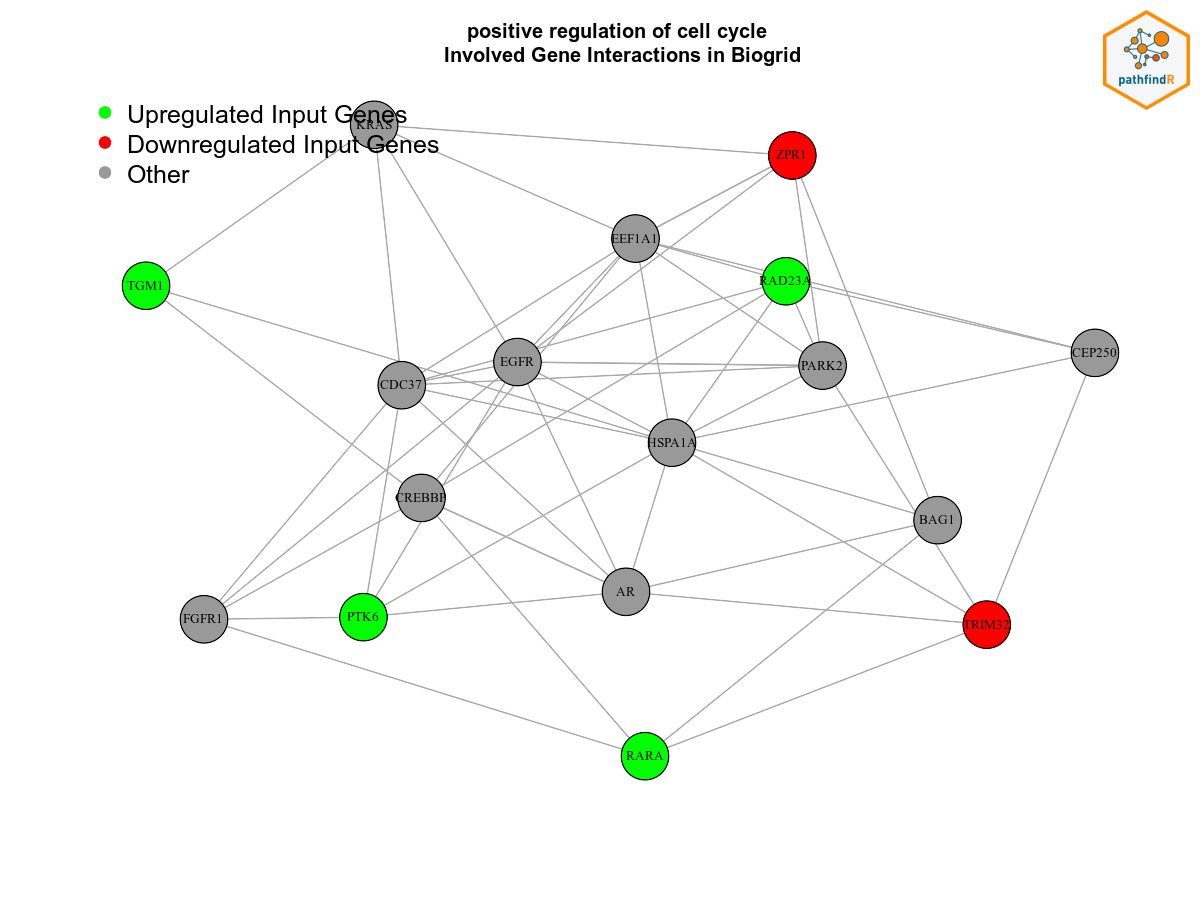 positive regulation of cell cycle
Involved Gene Interactions in Biogrid
pathfindR
Upregulated Input Genes
KRAS
Downregulated Input Genes
Other
ZPR1
EEF1A1
RAD23A
TGM1
CEP250
EGFR
PARK2
CDC37
HSPA1A
CREBBP
BAG1
AR
PTK6
FGFR1
TRIM32
RARA